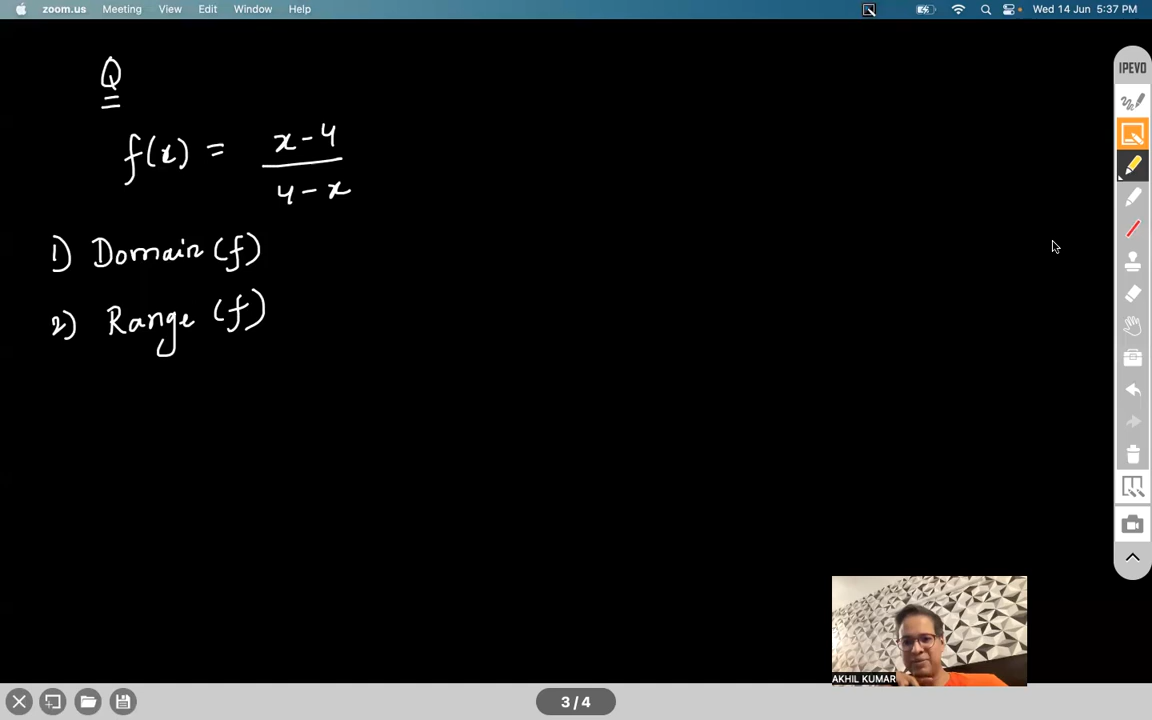 zoom.us Meeting View Edit Window Help Wed 14 Jun 5:37 PM
IPEVO
Q
f(x) = x-4 / 4-x
1) Domain (f)
2) Range (f)
AKHIL KUMAR
3/4